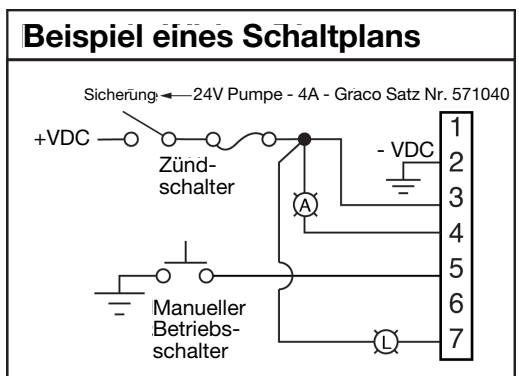 Beispiel eines Schaltplans
Sicherung 24V Pumpe - 4A - Graco Satz Nr. 571040
+VDC
Zünd-
schalter
- VDC
1
2
3
4
5
6
7
A
Manueller
Betriebs-
schalter
L